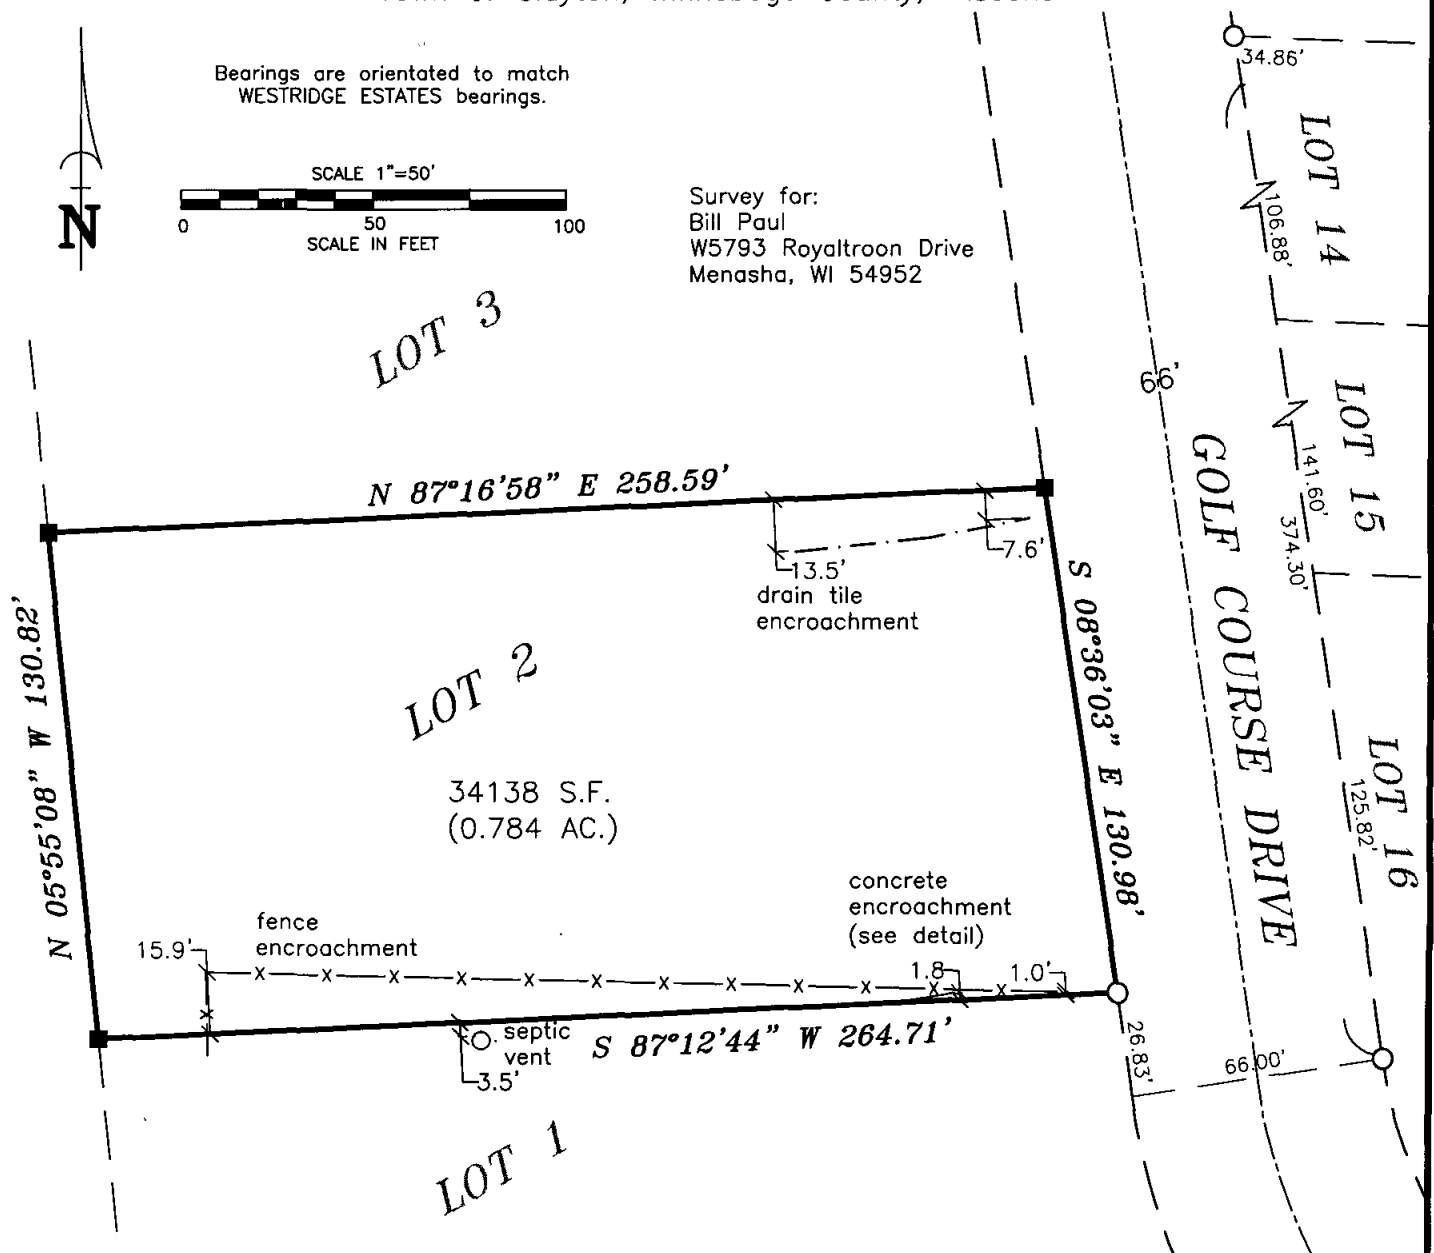 Bearings are orientated to match
WESTRIDGE ESTATES bearings.
SCALE 1"=50'
0 50 100
SCALE IN FEET
N
Survey for:
Bill Paul
W5793 Royaltroon Drive
Menasha, WI 54952
34.86'
LOT 14
106.88'
LOT 3
66'
LOT 15
141.60'
374.30'
GOLF COURSE DRIVE
N 87°16'58" E 258.59'
7.6'
13.5'
drain tile
encroachment
S 08°36'03" E 130.98'
N 05°55'08" W 130.82'
LOT 2
34138 S.F.
(0.784 AC.)
LOT 16
125.82'
concrete
encroachment
(see detail)
fence
encroachment
15.9'
x x x x x x x x x x x x
x
1.8
1.0'
septic
vent
3.5'
S 87°12'44" W 264.71'
26.83'
66.00'
LOT 1